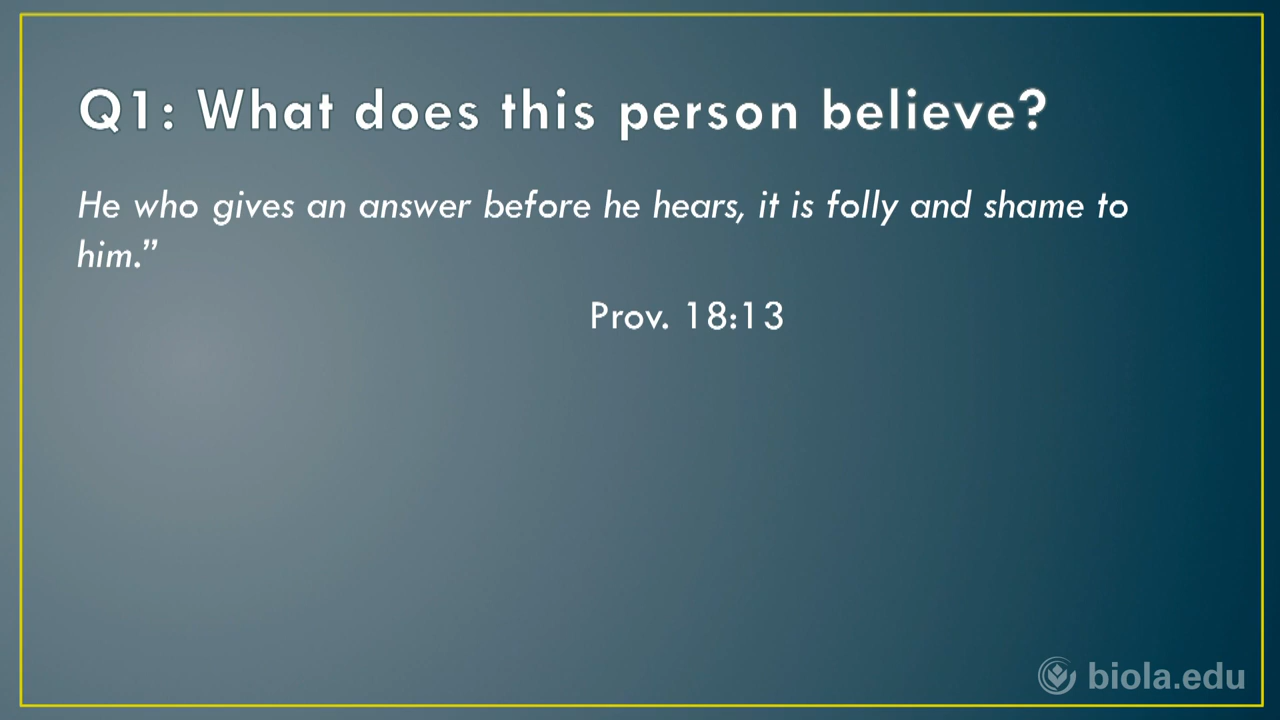 Q1: What does this person believe?
He who gives an answer before he hears, it is folly and shame to
him.”
Prov. 18:13
biola.edu